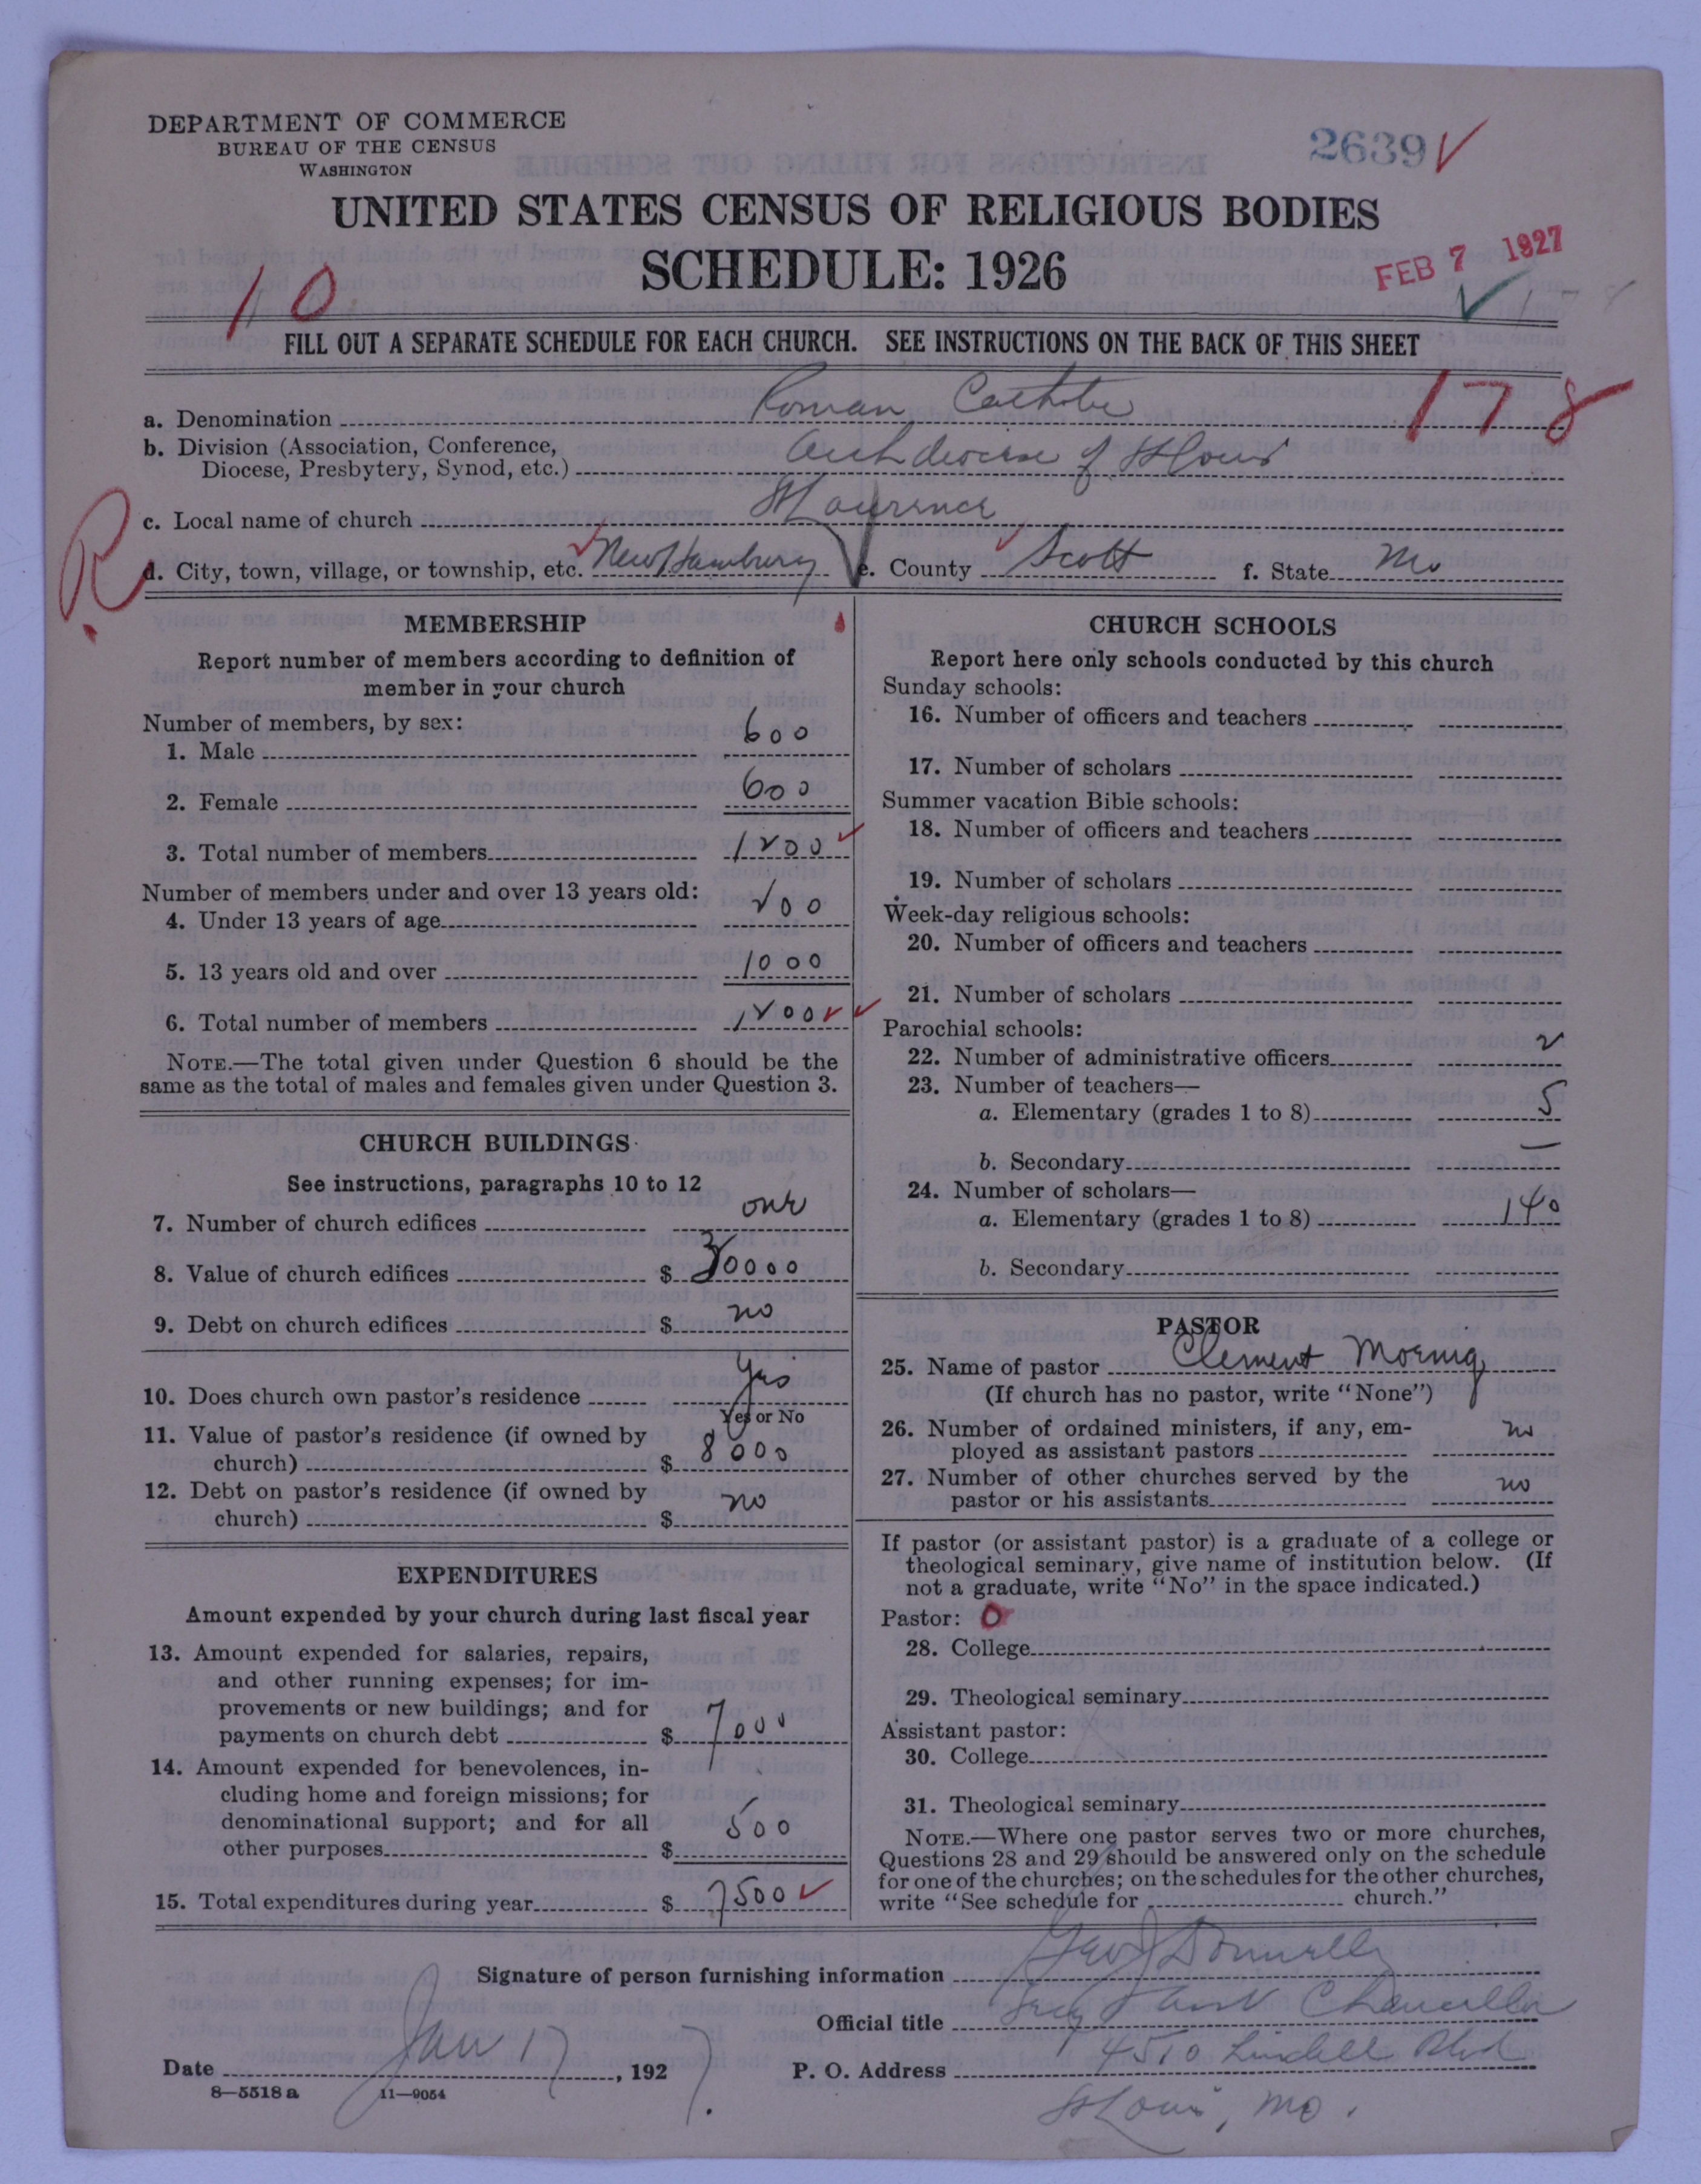 DEPARTMENT OF COMMERCE
BUREAU OF THE CENSUS
WASHINGTON
2639
UNITED STATES CENSUS OF RELIGIOUS BODIES
SCHEDULE: 1926
FEB 7 1927
10
FILL OUT A SEPARATE SCHEDULE FOR EACH CHURCH. SEE INSTRUCTIONS ON THE BACK OF THIS SHEET
178
a. Denomination Roman Catholic
b. Division (Association, Conference,
Diocese, Presbytery, Synod, etc.) Archdiocese of St Louis
c. Local name of church St Lawrence
R
d. City, town, village, or township, etc. New Hamburg e. County Scott f. State Mo
MEMBERSHIP
Report number of members according to definition of
member in your church
Number of members, by sex:
1. Male 600
2. Female 600
3. Total number of members 1200
Number of members under and over 13 years old:
4. Under 13 years of age 200
5. 13 years old and over 1000
6. Total number of members 1200
NOTE.—The total given under Question 6 should be the
same as the total of males and females given under Question 3.
CHURCH BUILDINGS
See instructions, paragraphs 10 to 12
7. Number of church edifices one
8. Value of church edifices $ 30000
9. Debt on church edifices $ no
10. Does church own pastor's residence Yes
Yes or No
11. Value of pastor's residence (if owned by
church) $ 8000
12. Debt on pastor's residence (if owned by
church) $ no
EXPENDITURES
Amount expended by your church during last fiscal year
13. Amount expended for salaries, repairs,
and other running expenses; for im-
provements or new buildings; and for
payments on church debt $ 7000
14. Amount expended for benevolences, in-
cluding home and foreign missions; for
denominational support; and for all
other purposes $ 500
15. Total expenditures during year $ 7500
CHURCH SCHOOLS
Report here only schools conducted by this church
Sunday schools:
16. Number of officers and teachers
17. Number of scholars
Summer vacation Bible schools:
18. Number of officers and teachers
19. Number of scholars
Week-day religious schools:
20. Number of officers and teachers
21. Number of scholars
Parochial schools:
22. Number of administrative officers 2
23. Number of teachers—
a. Elementary (grades 1 to 8) 5
b. Secondary —
24. Number of scholars—
a. Elementary (grades 1 to 8) 140
b. Secondary
PASTOR
25. Name of pastor Clement Moenig
(If church has no pastor, write "None")
26. Number of ordained ministers, if any, em-
ployed as assistant pastors no
27. Number of other churches served by the
pastor or his assistants no
If pastor (or assistant pastor) is a graduate of a college or
theological seminary, give name of institution below. (If
not a graduate, write "No" in the space indicated.)
Pastor: 0
28. College
29. Theological seminary
Assistant pastor:
30. College
31. Theological seminary
NOTE.—Where one pastor serves two or more churches,
Questions 28 and 29 should be answered only on the schedule
for one of the churches; on the schedules for the other churches,
write "See schedule for church."
Signature of person furnishing information Geo J Donnelly
Official title Chancellor
Date Jan 17, 1927. P. O. Address 4510 Lindell Blvd
8—5518 a 11—9054
St Louis, Mo.